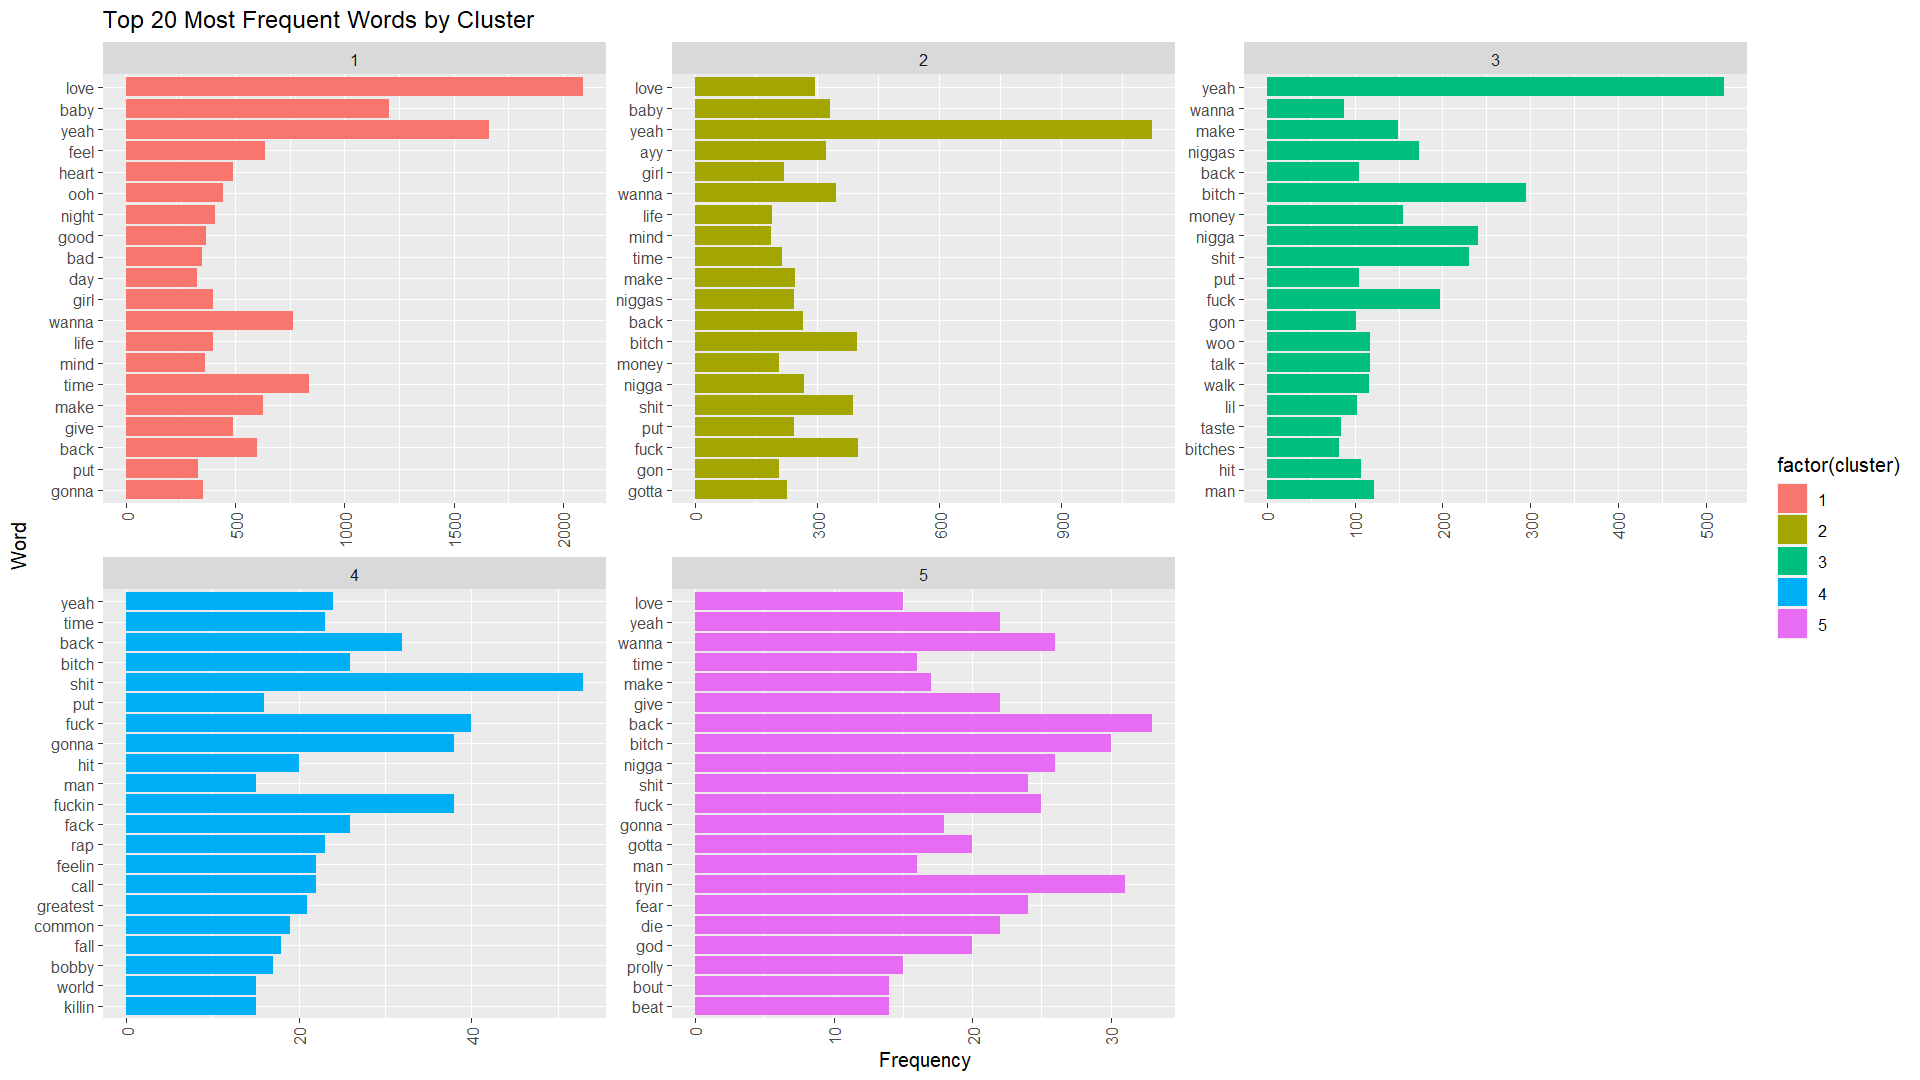 Top 20 Most Frequent Words by Cluster
1
love
baby
yeah
feel
heart
ooh
night
good
bad
day
girl
wanna
life
mind
time
make
give
back
put
gonna
0 500 1000 1500 2000
2
love
baby
yeah
ayy
girl
wanna
life
mind
time
make
niggas
back
bitch
money
nigga
shit
put
fuck
gon
gotta
0 300 600 900
3
yeah
wanna
make
niggas
back
bitch
money
nigga
shit
put
fuck
gon
woo
talk
walk
lil
taste
bitches
hit
man
0 100 200 300 400 500
4
yeah
time
back
bitch
shit
put
fuck
gonna
hit
man
fuckin
fack
rap
feelin
call
greatest
common
fall
bobby
world
killin
0 20 40
5
love
yeah
wanna
time
make
give
back
bitch
nigga
shit
fuck
gonna
gotta
man
tryin
fear
die
god
prolly
bout
beat
0 10 20 30
Word
Frequency
factor(cluster)
1
2
3
4
5